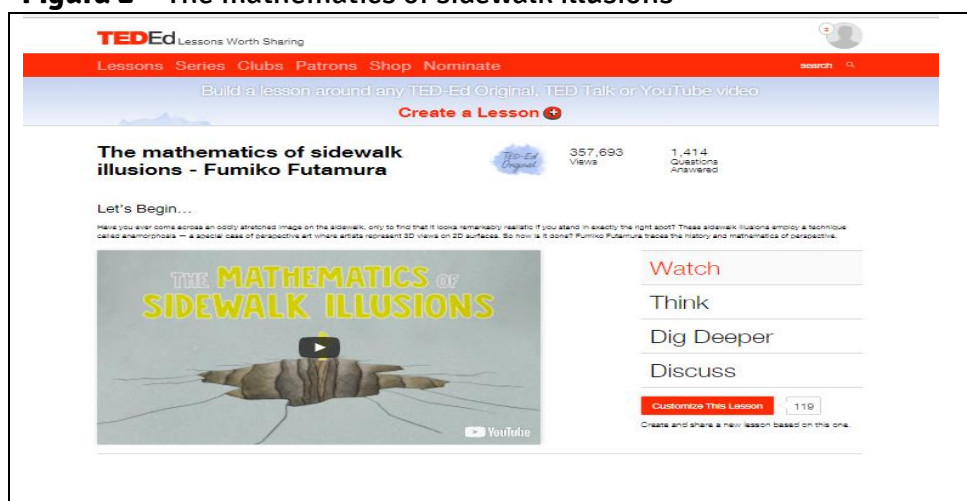 The mathematics of sidewalk illusions
TEDEd Lessons Worth Sharing
Lessons Series Clubs Patrons Shop Nominate search
Build a lesson around any TED-Ed Original, TED Talk or YouTube video
Create a Lesson
The mathematics of sidewalk
illusions - Fumiko Futamura
TED-Ed
Original
357,693
Views
1,414
Questions
Answered
Let's Begin...
Have you ever come across an oddly stretched image on the sidewalk, only to find that it looks remarkably realistic if you stand in exactly the right spot? These sidewalk illusions employ a technique
called anamorphosis — a special case of perspective art where artists represent 3D views on 2D surfaces. So how is it done? Fumiko Futamura traces the history and mathematics of perspective.
THE MATHEMATICS OF
SIDEWALK ILLUSIONS
YouTube
Watch
Think
Dig Deeper
Discuss
Customize This Lesson 119
Create and share a new lesson based on this one.